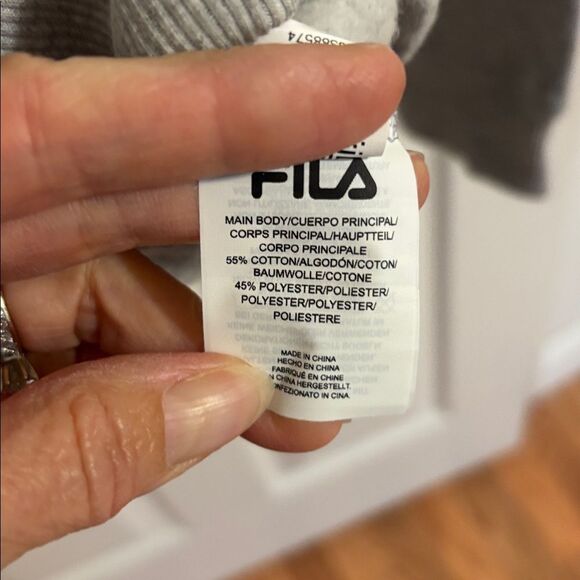 FILA
MAIN BODY/CUERPO PRINCIPAL/
CORPS PRINCIPAL/HAUPTTEIL/
CORPO PRINCIPALE
55% COTTON/ALGODÓN/COTON/
BAUMWOLLE/COTONE
45% POLYESTER/POLIESTER/
POLYESTER/POLYESTER/
POLIESTERE
MADE IN CHINA
HECHO EN CHINA
FABRIQUÉ EN CHINE
IN CHINA HERGESTELLT.
CONFEZIONATO IN CINA.